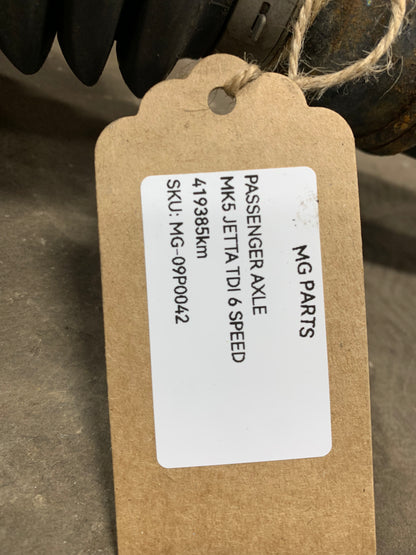 MG PARTS
PASSENGER AXLE
MK5 JETTA TDI 6 SPEED
419385km
SKU: MG-09P0042